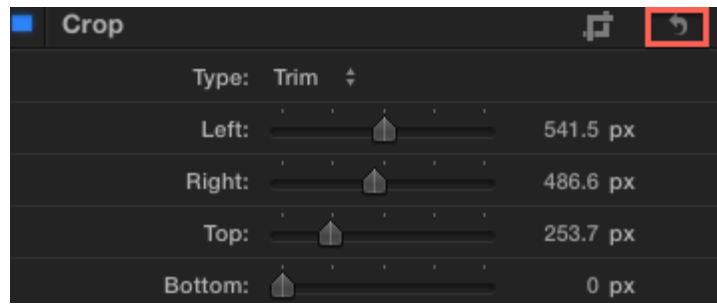 Crop
Type: Trim
Left: 541.5 px
Right: 486.6 px
Top: 253.7 px
Bottom: 0 px